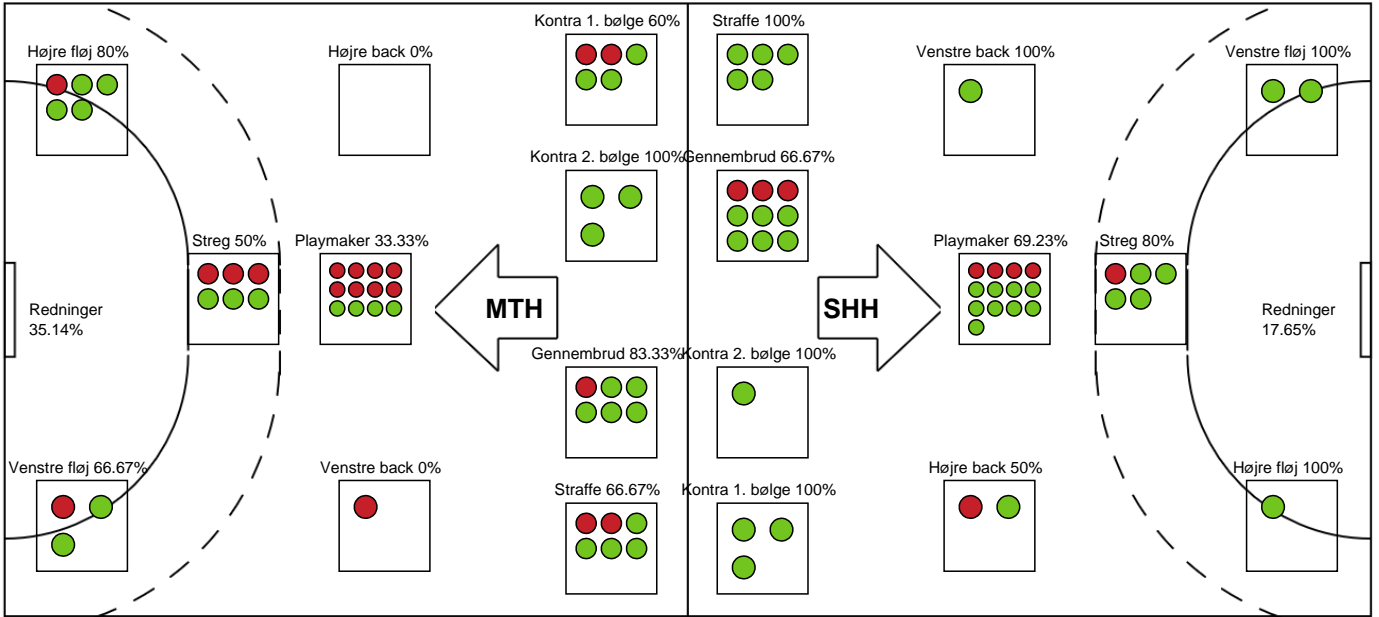 Kontra 1. bølge 60%
Straffe 100%
Højre fløj 80%
Højre back 0%
Venstre back 100%
Venstre fløj 100%
Kontra 2. bølge 100%
Gennembrud 66.67%
Streg 50%
Playmaker 33.33%
Playmaker 69.23%
Streg 80%
Redninger
35.14%
MTH
SHH
Redninger
17.65%
Gennembrud 83.33%
Kontra 2. bølge 100%
Venstre fløj 66.67%
Venstre back 0%
Højre back 50%
Højre fløj 100%
Straffe 66.67%
Kontra 1. bølge 100%